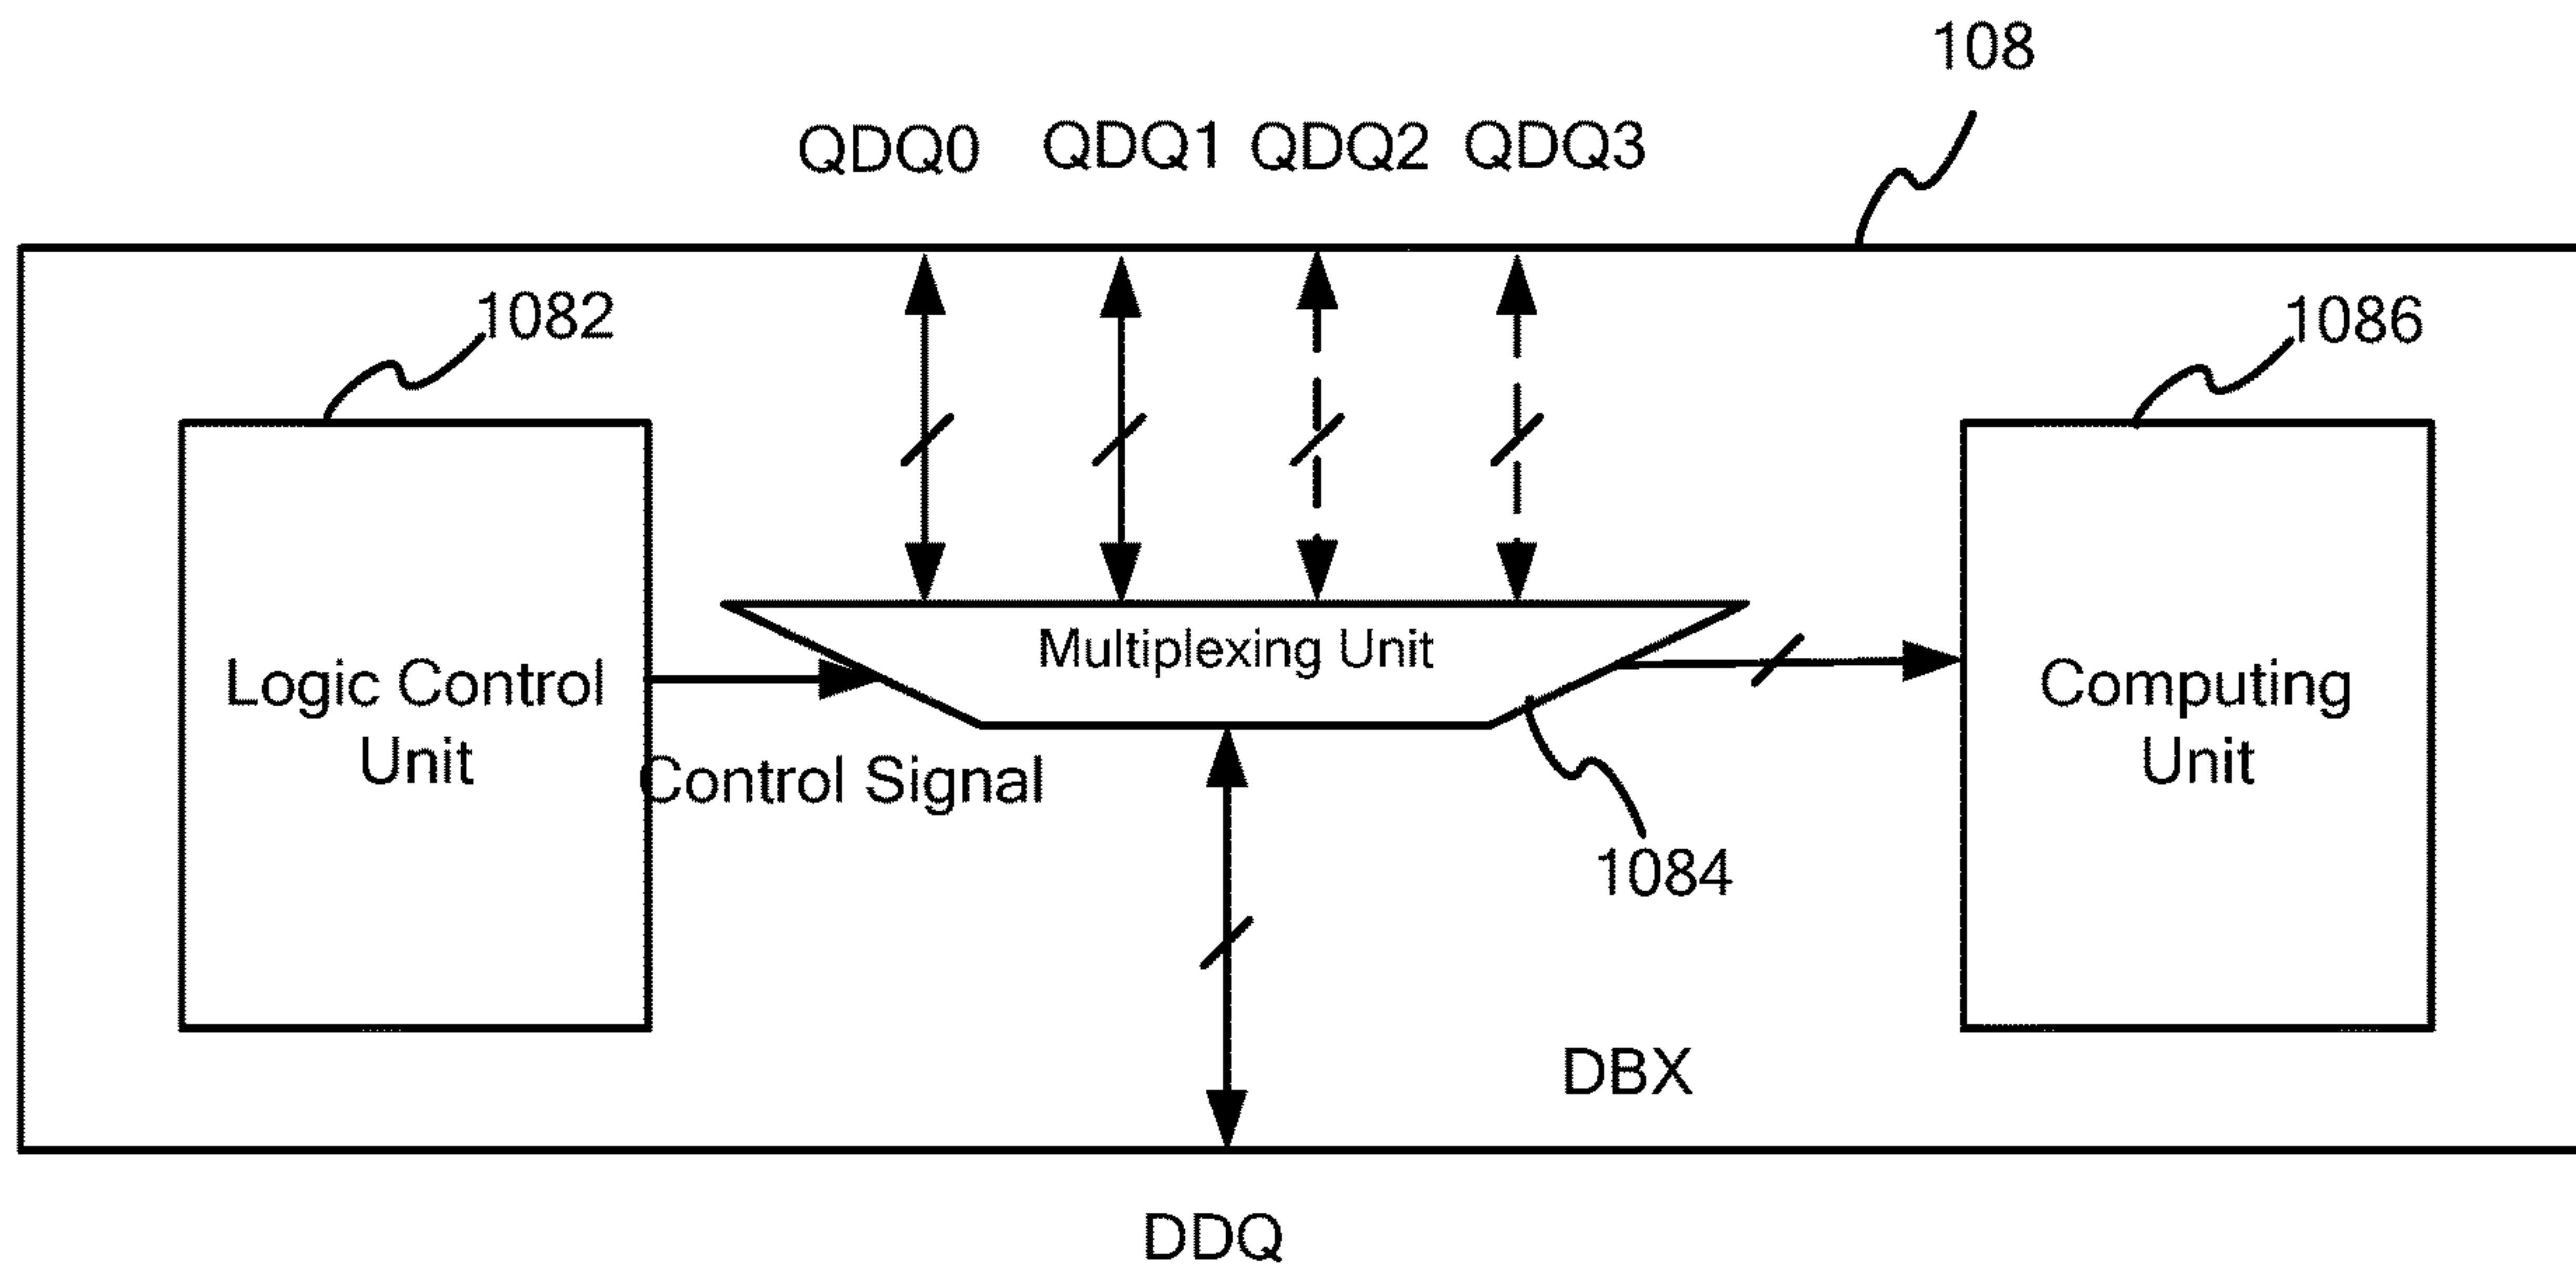 108
QDQ0 QDQ1 QDQ2 QDQ3
1082
1086
Multiplexing Unit
Logic Control
Unit
Computing
Unit
Control Signal
1084
DBX
DDQ